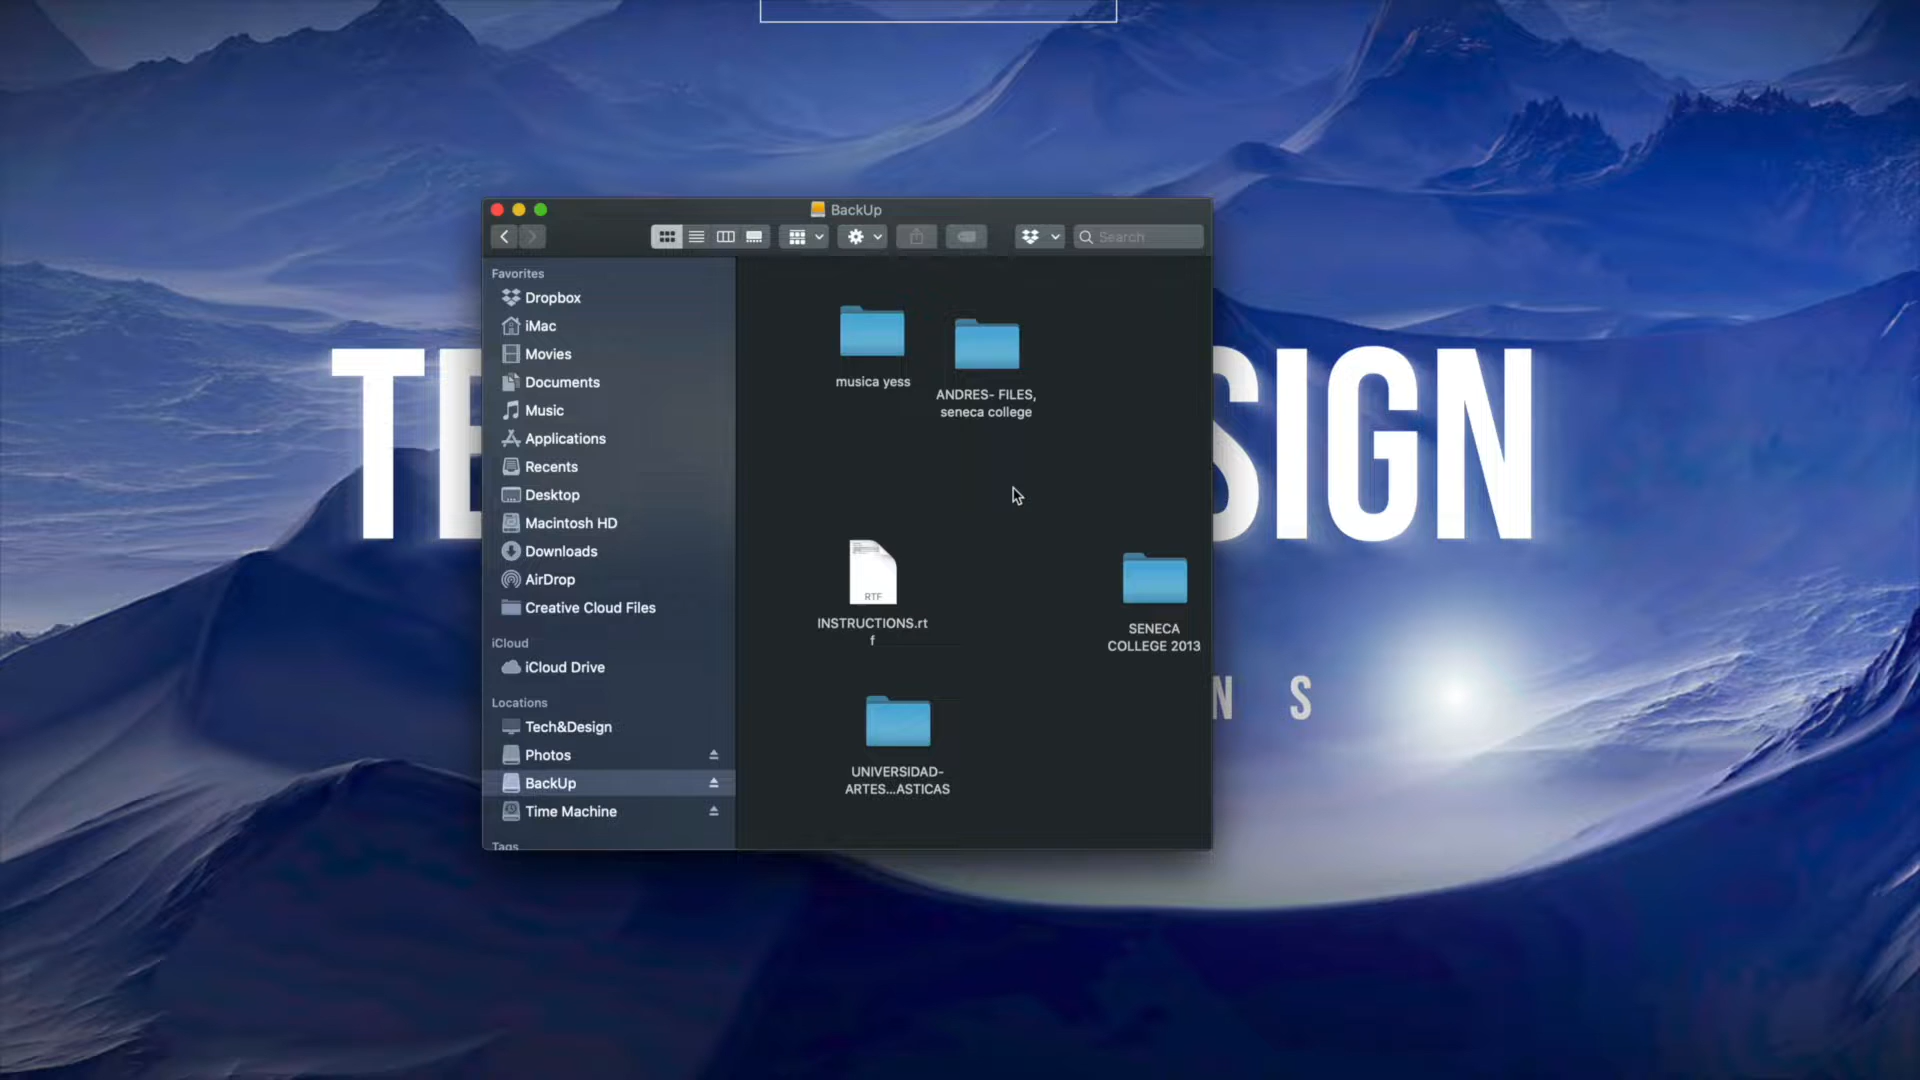 BackUp
Search
Favorites
Dropbox
iMac
Movies
Documents
Music
Applications
Recents
Desktop
Macintosh HD
Downloads
AirDrop
Creative Cloud Files
iCloud
iCloud Drive
Locations
Tech&Design
Photos
BackUp
Time Machine
Tags
musica yess
ANDRES- FILES,
seneca college
RTF
INSTRUCTIONS.rt
f
SENECA
COLLEGE 2013
UNIVERSIDAD-
ARTES...ASTICAS
TE SIGN
N S